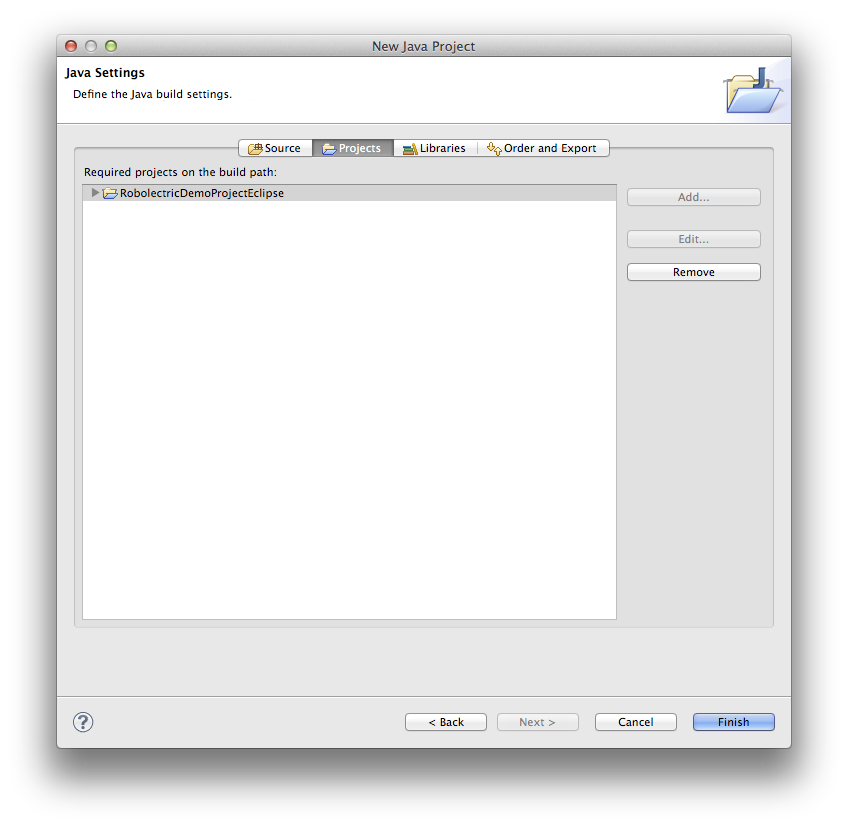 New Java Project
Java Settings
Define the Java build settings.
Source Projects Libraries Order and Export
Required projects on the build path:
RobolectricDemoProjectEclipse
Add...
Edit...
Remove
? < Back Next > Cancel Finish